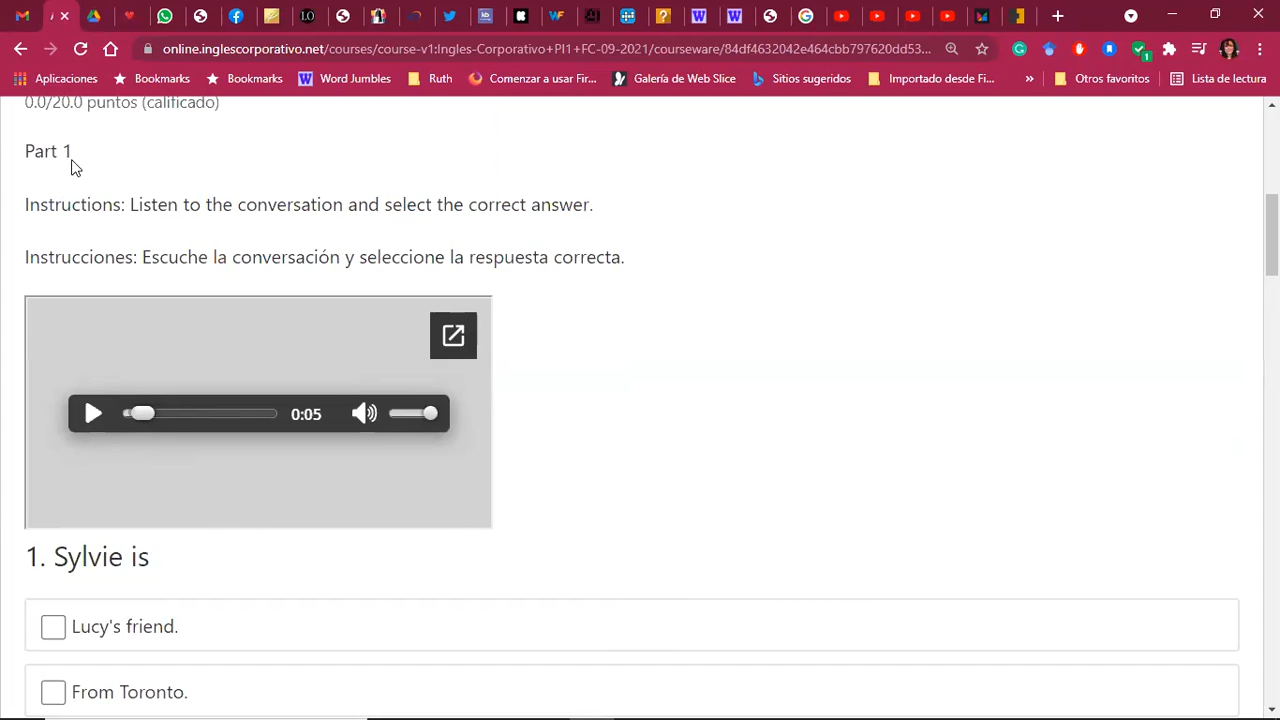 online.inglescorporativo.net/courses/course-v1:Ingles-Corporativo+PI1+FC-09-2021/courseware/84df4632042e464cbb797620dd53...
Aplicaciones
Bookmarks
Bookmarks
Word Jumbles
Ruth
Comenzar a usar Fir...
Galería de Web Slice
Sitios sugeridos
Importado desde Fi...
»
Otros favoritos
Lista de lectura
0.0/20.0 puntos (calificado)
Part 1
Instructions: Listen to the conversation and select the correct answer.
Instrucciones: Escuche la conversación y seleccione la respuesta correcta.
0:05
1. Sylvie is
Lucy's friend.
From Toronto.